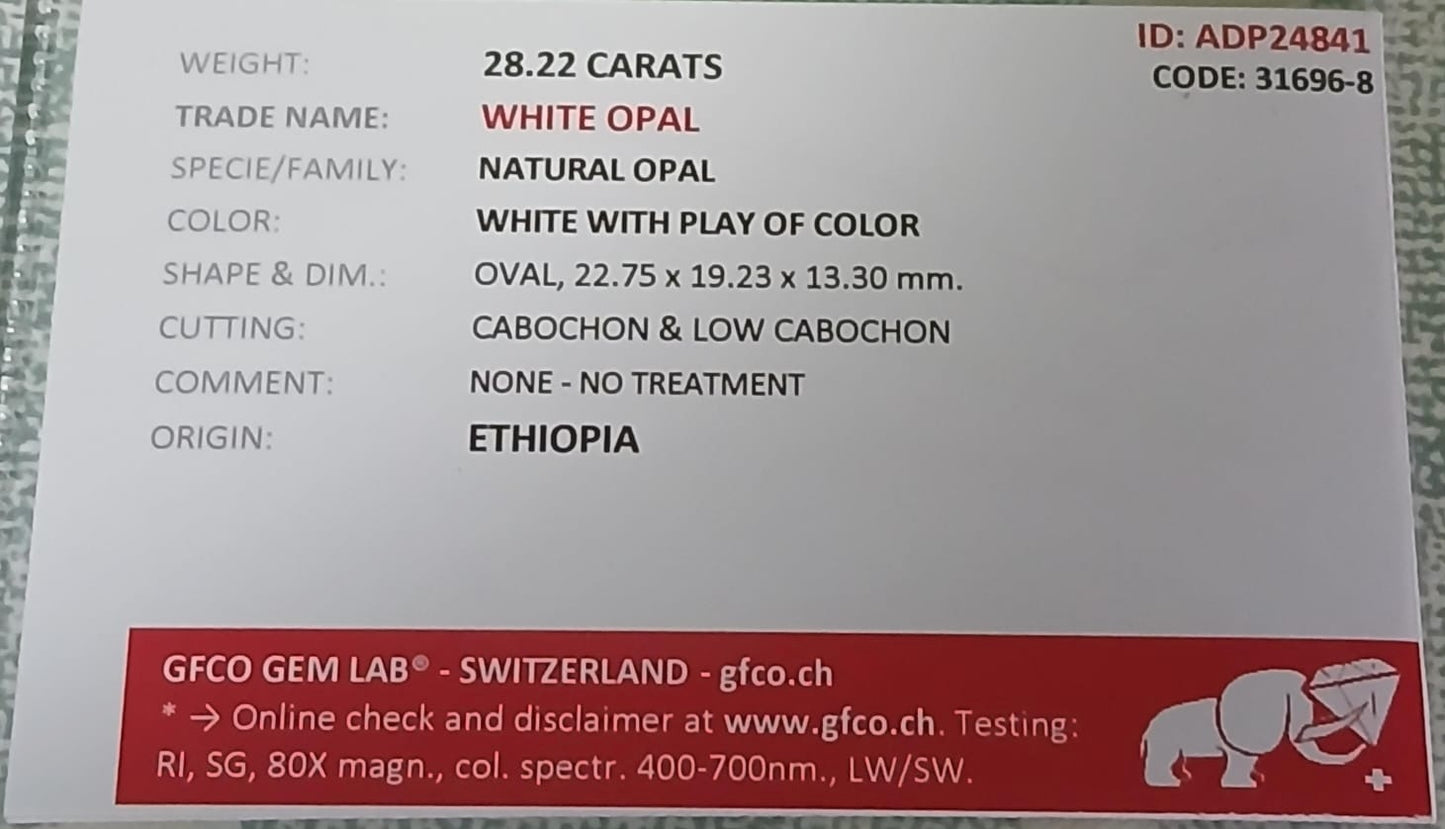 ID: ADP24841
CODE: 31696-8
WEIGHT: 28.22 CARATS
TRADE NAME: WHITE OPAL
SPECIE/FAMILY: NATURAL OPAL
COLOR: WHITE WITH PLAY OF COLOR
SHAPE & DIM.: OVAL, 22.75 x 19.23 x 13.30 mm.
CUTTING: CABOCHON & LOW CABOCHON
COMMENT: NONE - NO TREATMENT
ORIGIN: ETHIOPIA
GFCO GEM LAB® - SWITZERLAND - gfco.ch
* → Online check and disclaimer at www.gfco.ch. Testing:
RI, SG, 80X magn., col. spectr. 400-700nm., LW/SW.